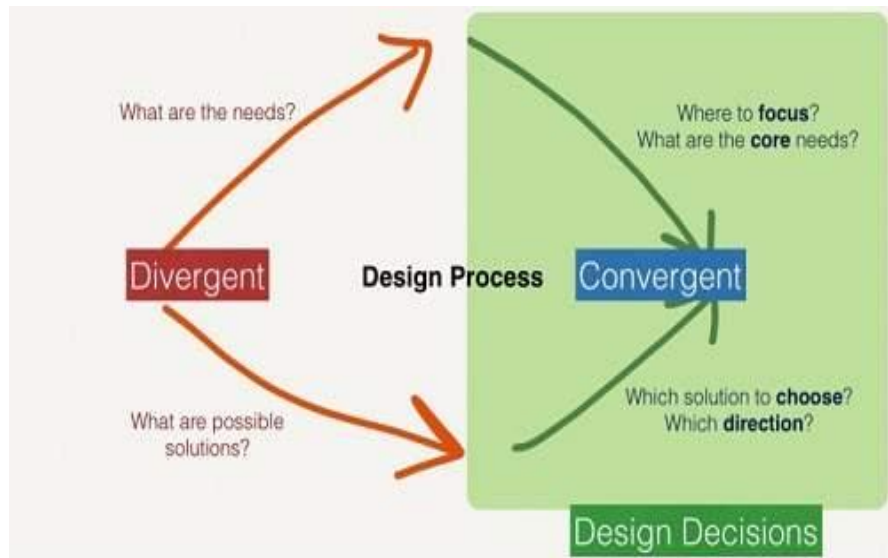 What are the needs?
Where to focus?
What are the core needs?
Divergent
Design Process
Convergent
What are possible
solutions?
Which solution to choose?
Which direction?
Design Decisions